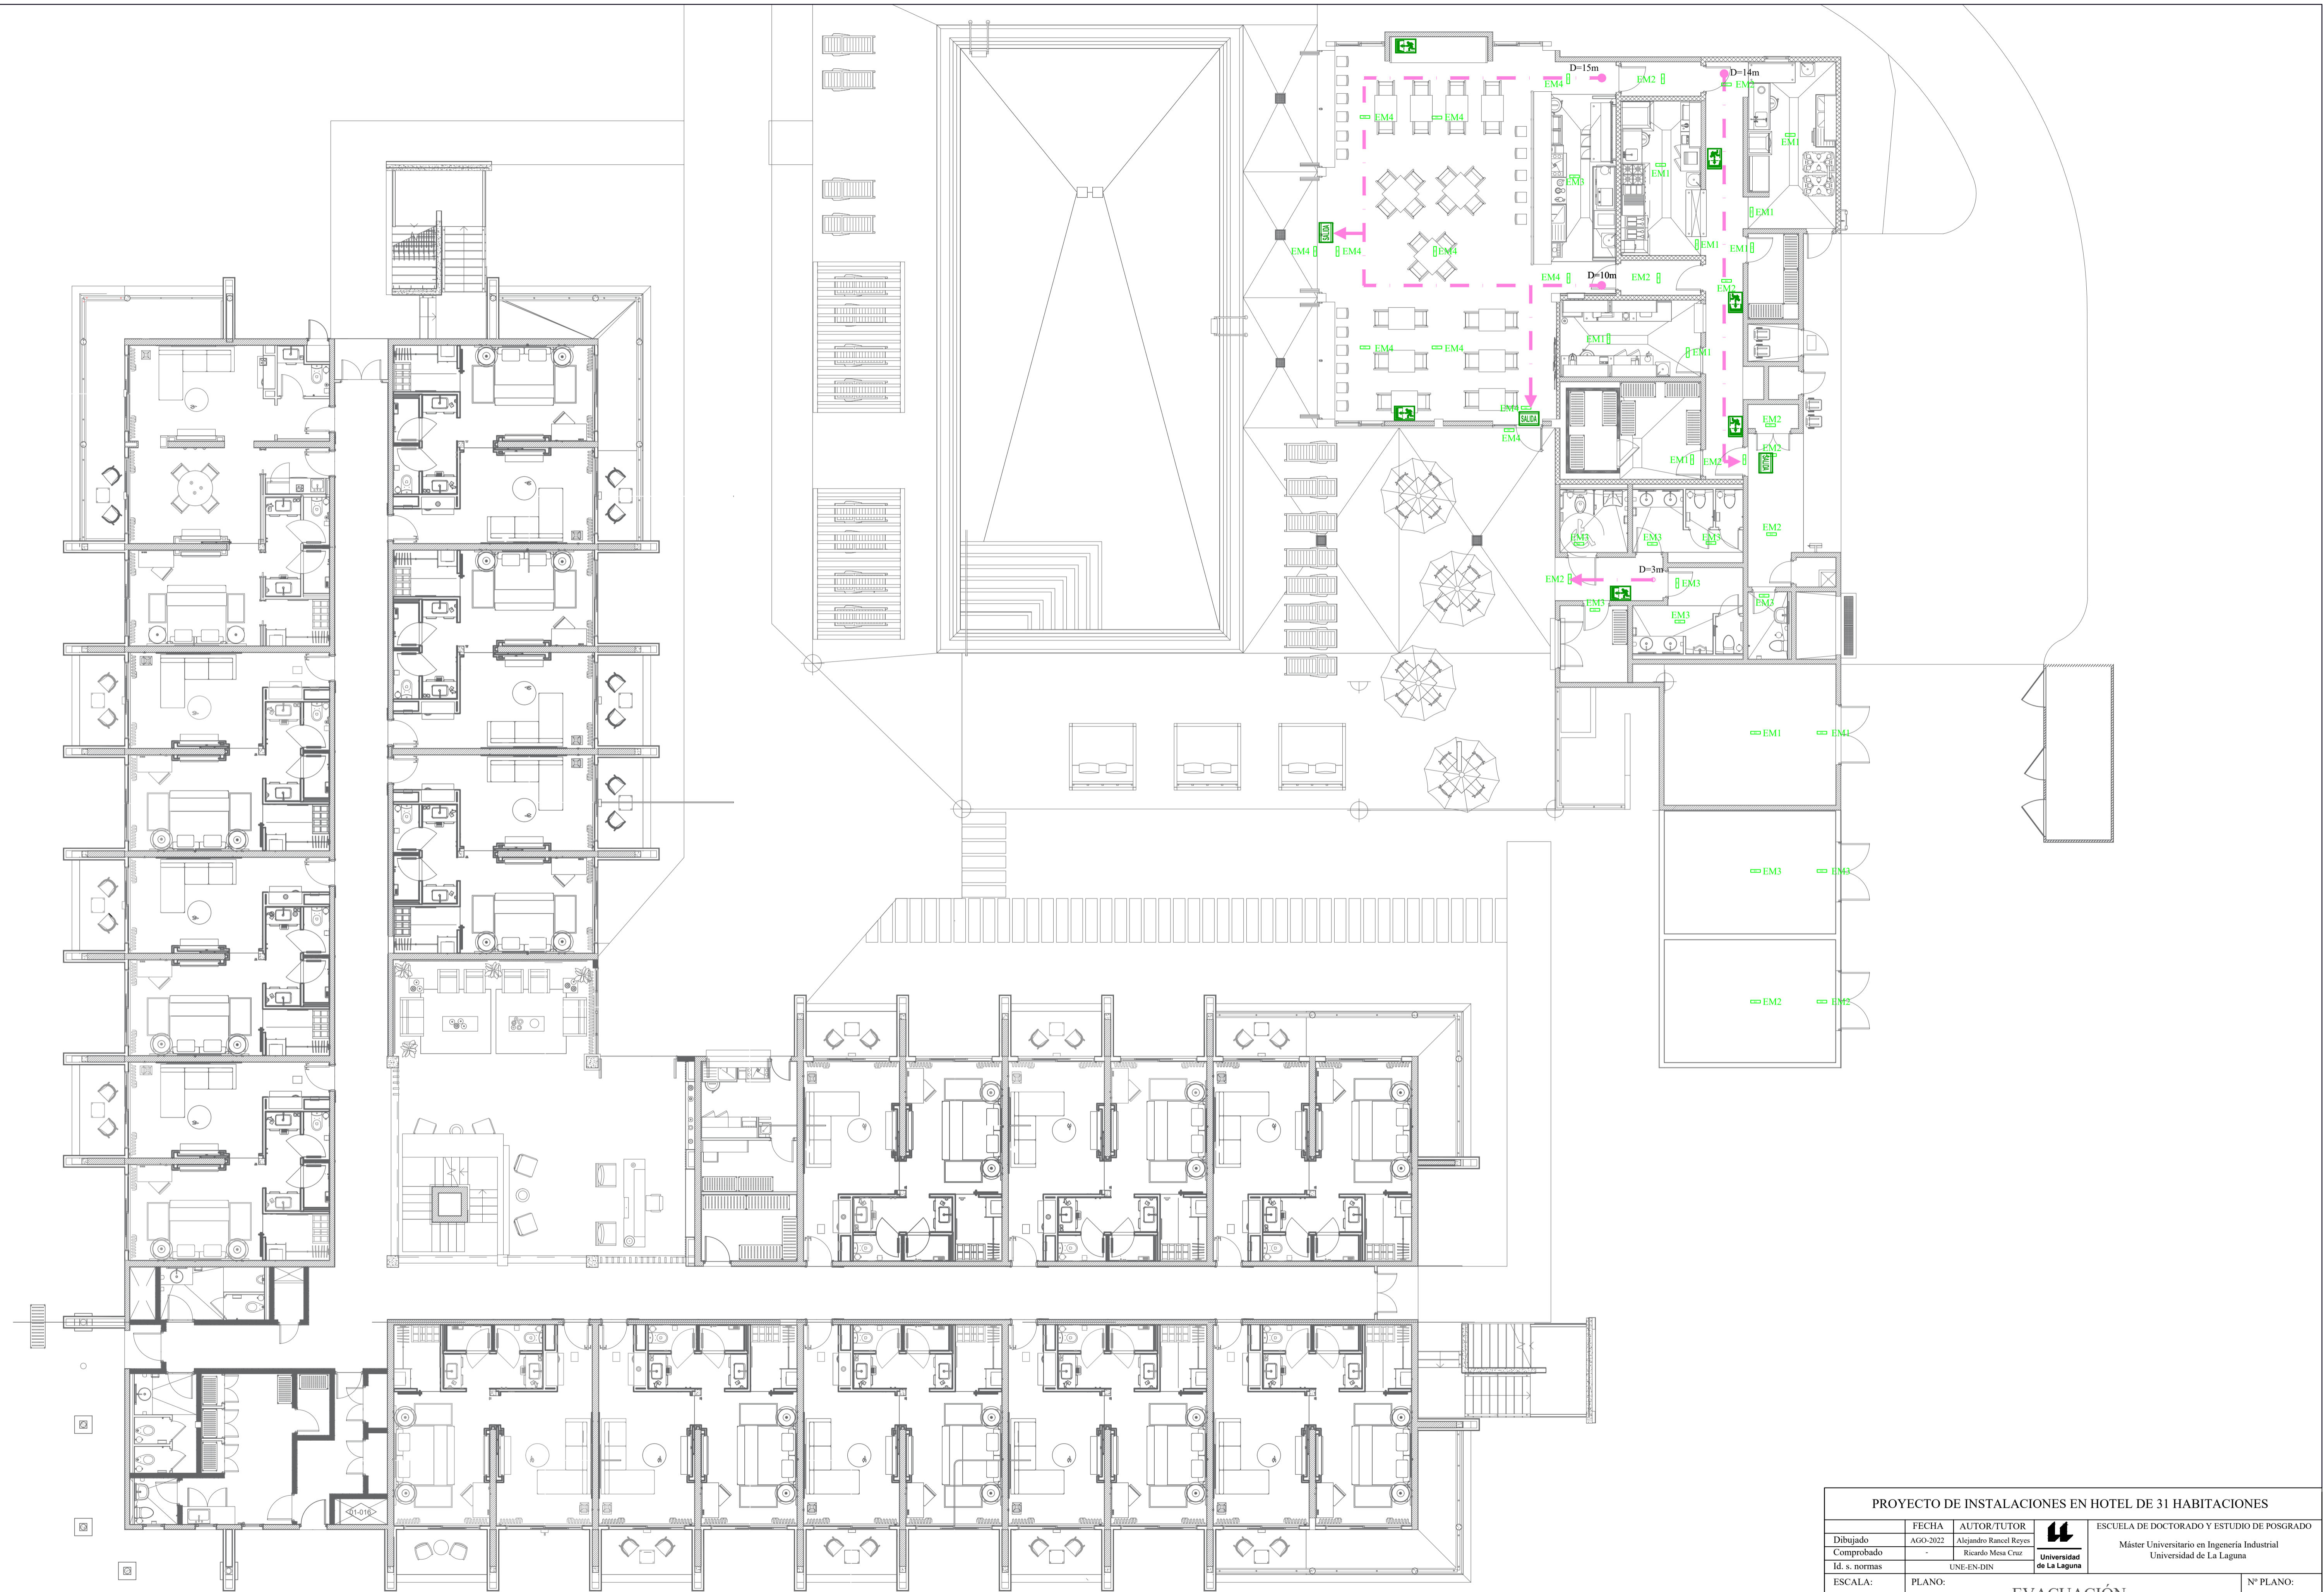 D=15m
D=14m
EM4
EM2
EM2
EM4
EM4
EM1
EM1
EM3
EM1
SALIDA
EM4
EM4
EM4
EM1
EM1
EM4
D=10m
EM2
EM2
EM1
EM1
EM4
EM4
EM4
SALIDA
EM4
EM2
EM2
EM1
EM2
SALIDA
EM2
EM3
EM3
EM3
D=3m
EM2
EM3
EM3
EM3
EM3
EM1
EM1
EM3
EM3
EM2
EM2
01-016
PROYECTO DE INSTALACIONES EN HOTEL DE 31 HABITACIONES
FECHA
AUTOR/TUTOR
Dibujado
AGO-2022
Alejandro Rancel Reyes
Comprobado
-
Ricardo Mesa Cruz
Id. s. normas
UNE-EN-DIN
Universidad
de La Laguna
ESCUELA DE DOCTORADO Y ESTUDIO DE POSGRADO
Máster Universitario en Ingeniería Industrial
Universidad de La Laguna
ESCALA:
PLANO:
EVACUACIÓN
Nº PLANO: